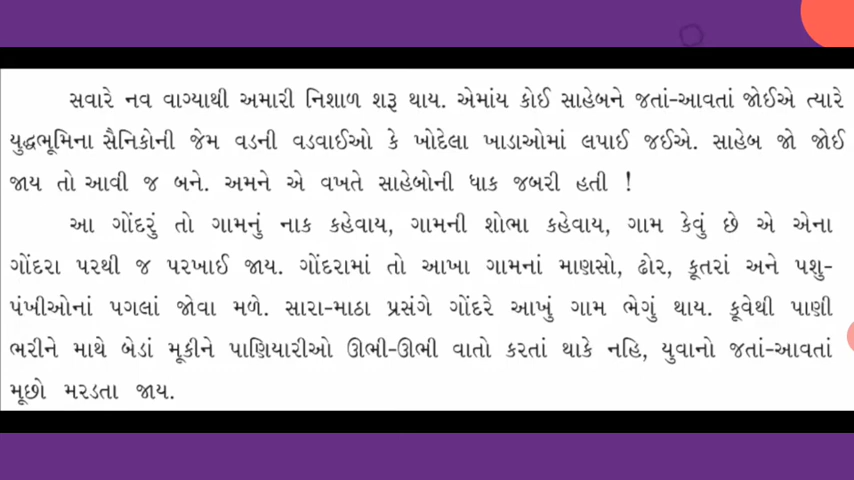 સવારે નવ વાગ્યાથી અમારી નિશાળ શરૂ થાય. એમાંય કોઈ સાહેબને જતાં-આવતાં જોઈએ ત્યારે
યુદ્ધભૂમિના સૈનિકોની જેમ વડની વડવાઈઓ કે ખોદેલા ખાડાઓમાં લપાઈ જઈએ. સાહેબ જો જોઈ
જાય તો આવી જ બને. અમને એ વખતે સાહેબોની ધાક જબરી હતી !
આ ગોંદરું તો ગામનું નાક કહેવાય, ગામની શોભા કહેવાય, ગામ કેવું છે એ એના
ગોંદરા પરથી જ પરખાઈ જાય. ગોંદરામાં તો આખા ગામનાં માણસો, ઢોર, કૂતરાં અને પશુ-
પંખીઓનાં પગલાં જોવા મળે. સારા-માઠા પ્રસંગે ગોંદરે આખું ગામ ભેગું થાય. કૂવેથી પાણી
ભરીને માથે બેડાં મૂકીને પાણિયારીઓ ઊભી-ઊભી વાતો કરતાં થાકે નહિ, યુવાનો જતાં-આવતાં
મૂછો મરડતા જાય.